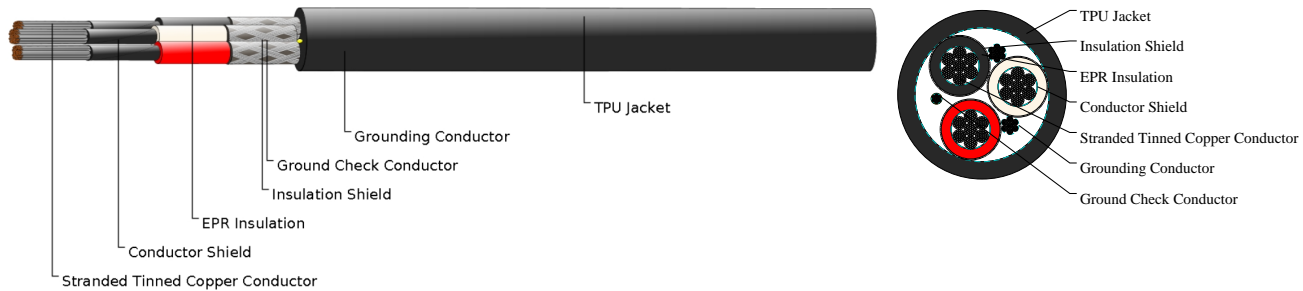 TPU Jacket
Grounding Conductor
Ground Check Conductor
Insulation Shield
EPR Insulation
Conductor Shield
Stranded Tinned Copper Conductor
TPU Jacket
Insulation Shield
EPR Insulation
Conductor Shield
Stranded Tinned Copper Conductor
Grounding Conductor
Ground Check Conductor